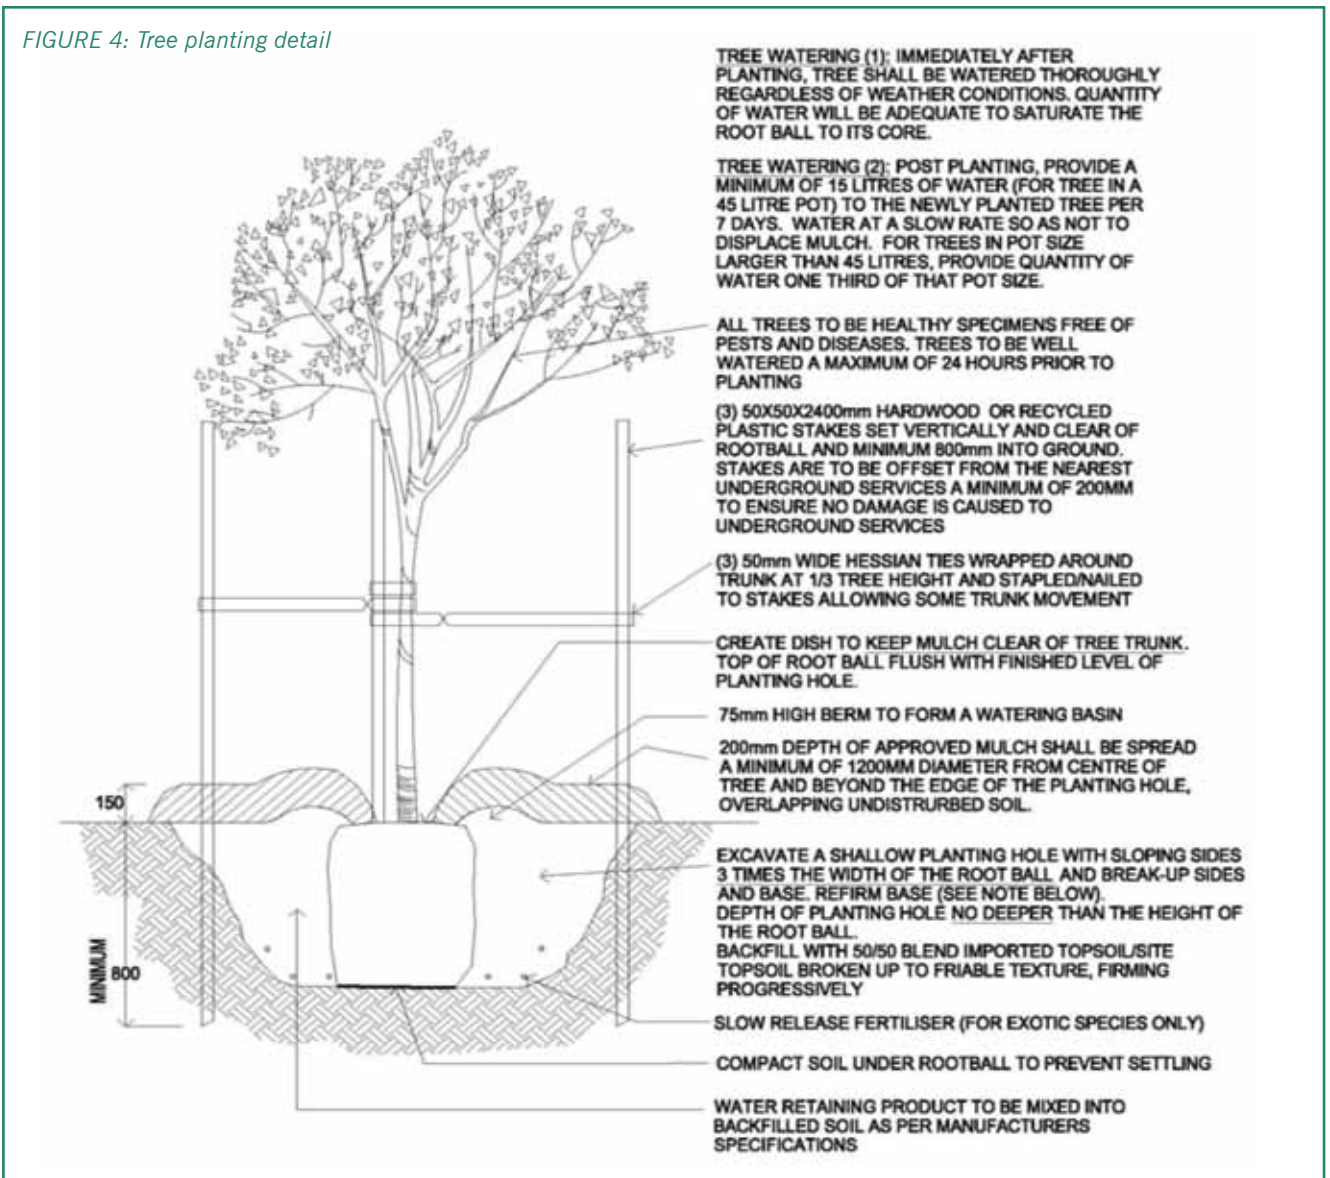 FIGURE 4: Tree planting detail
TREE WATERING (1): IMMEDIATELY AFTER
PLANTING, TREE SHALL BE WATERED THOROUGHLY
REGARDLESS OF WEATHER CONDITIONS. QUANTITY
OF WATER WILL BE ADEQUATE TO SATURATE THE
ROOT BALL TO ITS CORE.
TREE WATERING (2): POST PLANTING, PROVIDE A
MINIMUM OF 15 LITRES OF WATER (FOR TREE IN A
45 LITRE POT) TO THE NEWLY PLANTED TREE PER
7 DAYS. WATER AT A SLOW RATE SO AS NOT TO
DISPLACE MULCH. FOR TREES IN POT SIZE
LARGER THAN 45 LITRES, PROVIDE QUANTITY OF
WATER ONE THIRD OF THAT POT SIZE.
ALL TREES TO BE HEALTHY SPECIMENS FREE OF
PESTS AND DISEASES. TREES TO BE WELL
WATERED A MAXIMUM OF 24 HOURS PRIOR TO
PLANTING
(3) 50X50X2400mm HARDWOOD OR RECYCLED
PLASTIC STAKES SET VERTICALLY AND CLEAR OF
ROOTBALL AND MINIMUM 800mm INTO GROUND.
STAKES ARE TO BE OFFSET FROM THE NEAREST
UNDERGROUND SERVICES A MINIMUM OF 200MM
TO ENSURE NO DAMAGE IS CAUSED TO
UNDERGROUND SERVICES
(3) 50mm WIDE HESSIAN TIES WRAPPED AROUND
TRUNK AT 1/3 TREE HEIGHT AND STAPLED/NAILED
TO STAKES ALLOWING SOME TRUNK MOVEMENT
CREATE DISH TO KEEP MULCH CLEAR OF TREE TRUNK.
TOP OF ROOT BALL FLUSH WITH FINISHED LEVEL OF
PLANTING HOLE.
75mm HIGH BERM TO FORM A WATERING BASIN
200mm DEPTH OF APPROVED MULCH SHALL BE SPREAD
A MINIMUM OF 1200MM DIAMETER FROM CENTRE OF
TREE AND BEYOND THE EDGE OF THE PLANTING HOLE,
OVERLAPPING UNDISTRURBED SOIL.
150
EXCAVATE A SHALLOW PLANTING HOLE WITH SLOPING SIDES
3 TIMES THE WIDTH OF THE ROOT BALL AND BREAK-UP SIDES
AND BASE. REFIRM BASE (SEE NOTE BELOW).
DEPTH OF PLANTING HOLE NO DEEPER THAN THE HEIGHT OF
THE ROOT BALL.
BACKFILL WITH 50/50 BLEND IMPORTED TOPSOIL/SITE
TOPSOIL BROKEN UP TO FRIABLE TEXTURE, FIRMING
PROGRESSIVELY
MINIMUM
800
SLOW RELEASE FERTILISER (FOR EXOTIC SPECIES ONLY)
COMPACT SOIL UNDER ROOTBALL TO PREVENT SETTLING
WATER RETAINING PRODUCT TO BE MIXED INTO
BACKFILLED SOIL AS PER MANUFACTURERS
SPECIFICATIONS